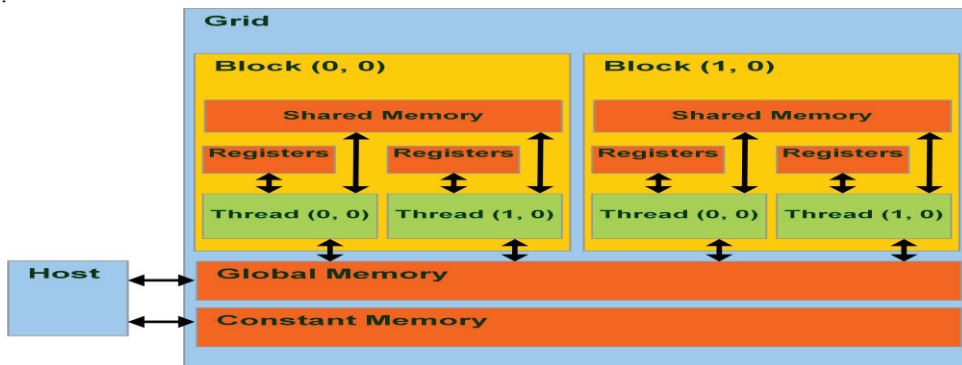 Grid
Block (0, 0)
Block (1, 0)
Shared Memory
Shared Memory
Registers
Registers
Registers
Registers
Thread (0, 0)
Thread (1, 0)
Thread (0, 0)
Thread (1, 0)
Host
Global Memory
Constant Memory